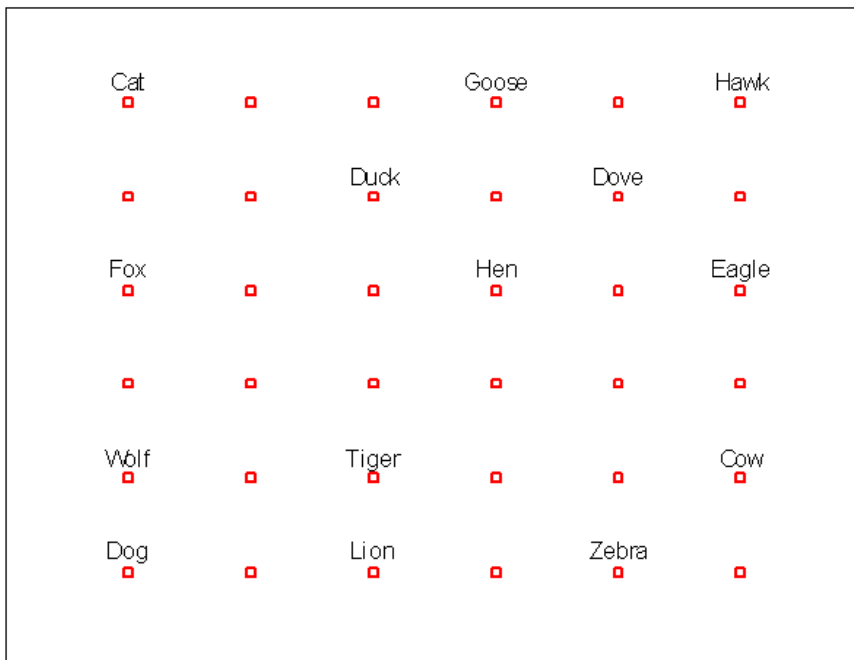 Cat Goose Hawk
Duck Dove
Fox Hen Eagle
Wolf Tiger Cow
Dog Lion Zebra